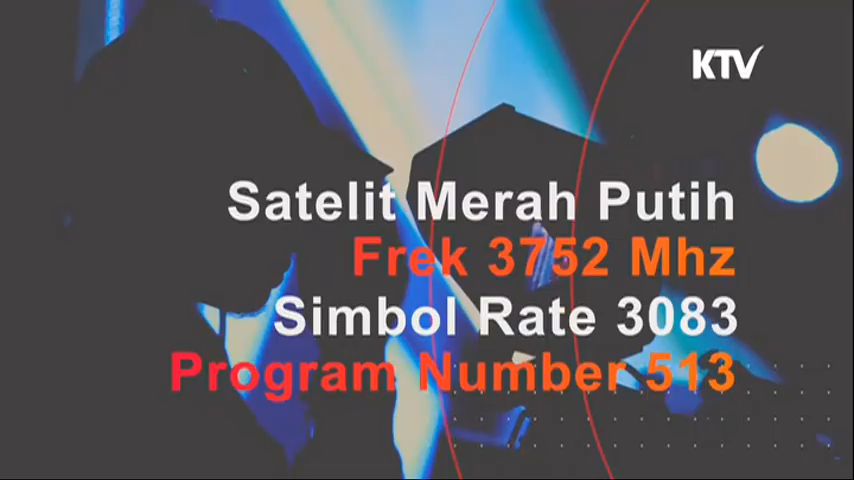 KTV
Satelit Merah Putih
Frek 3752 Mhz
Simbol Rate 3083
Program Number 513